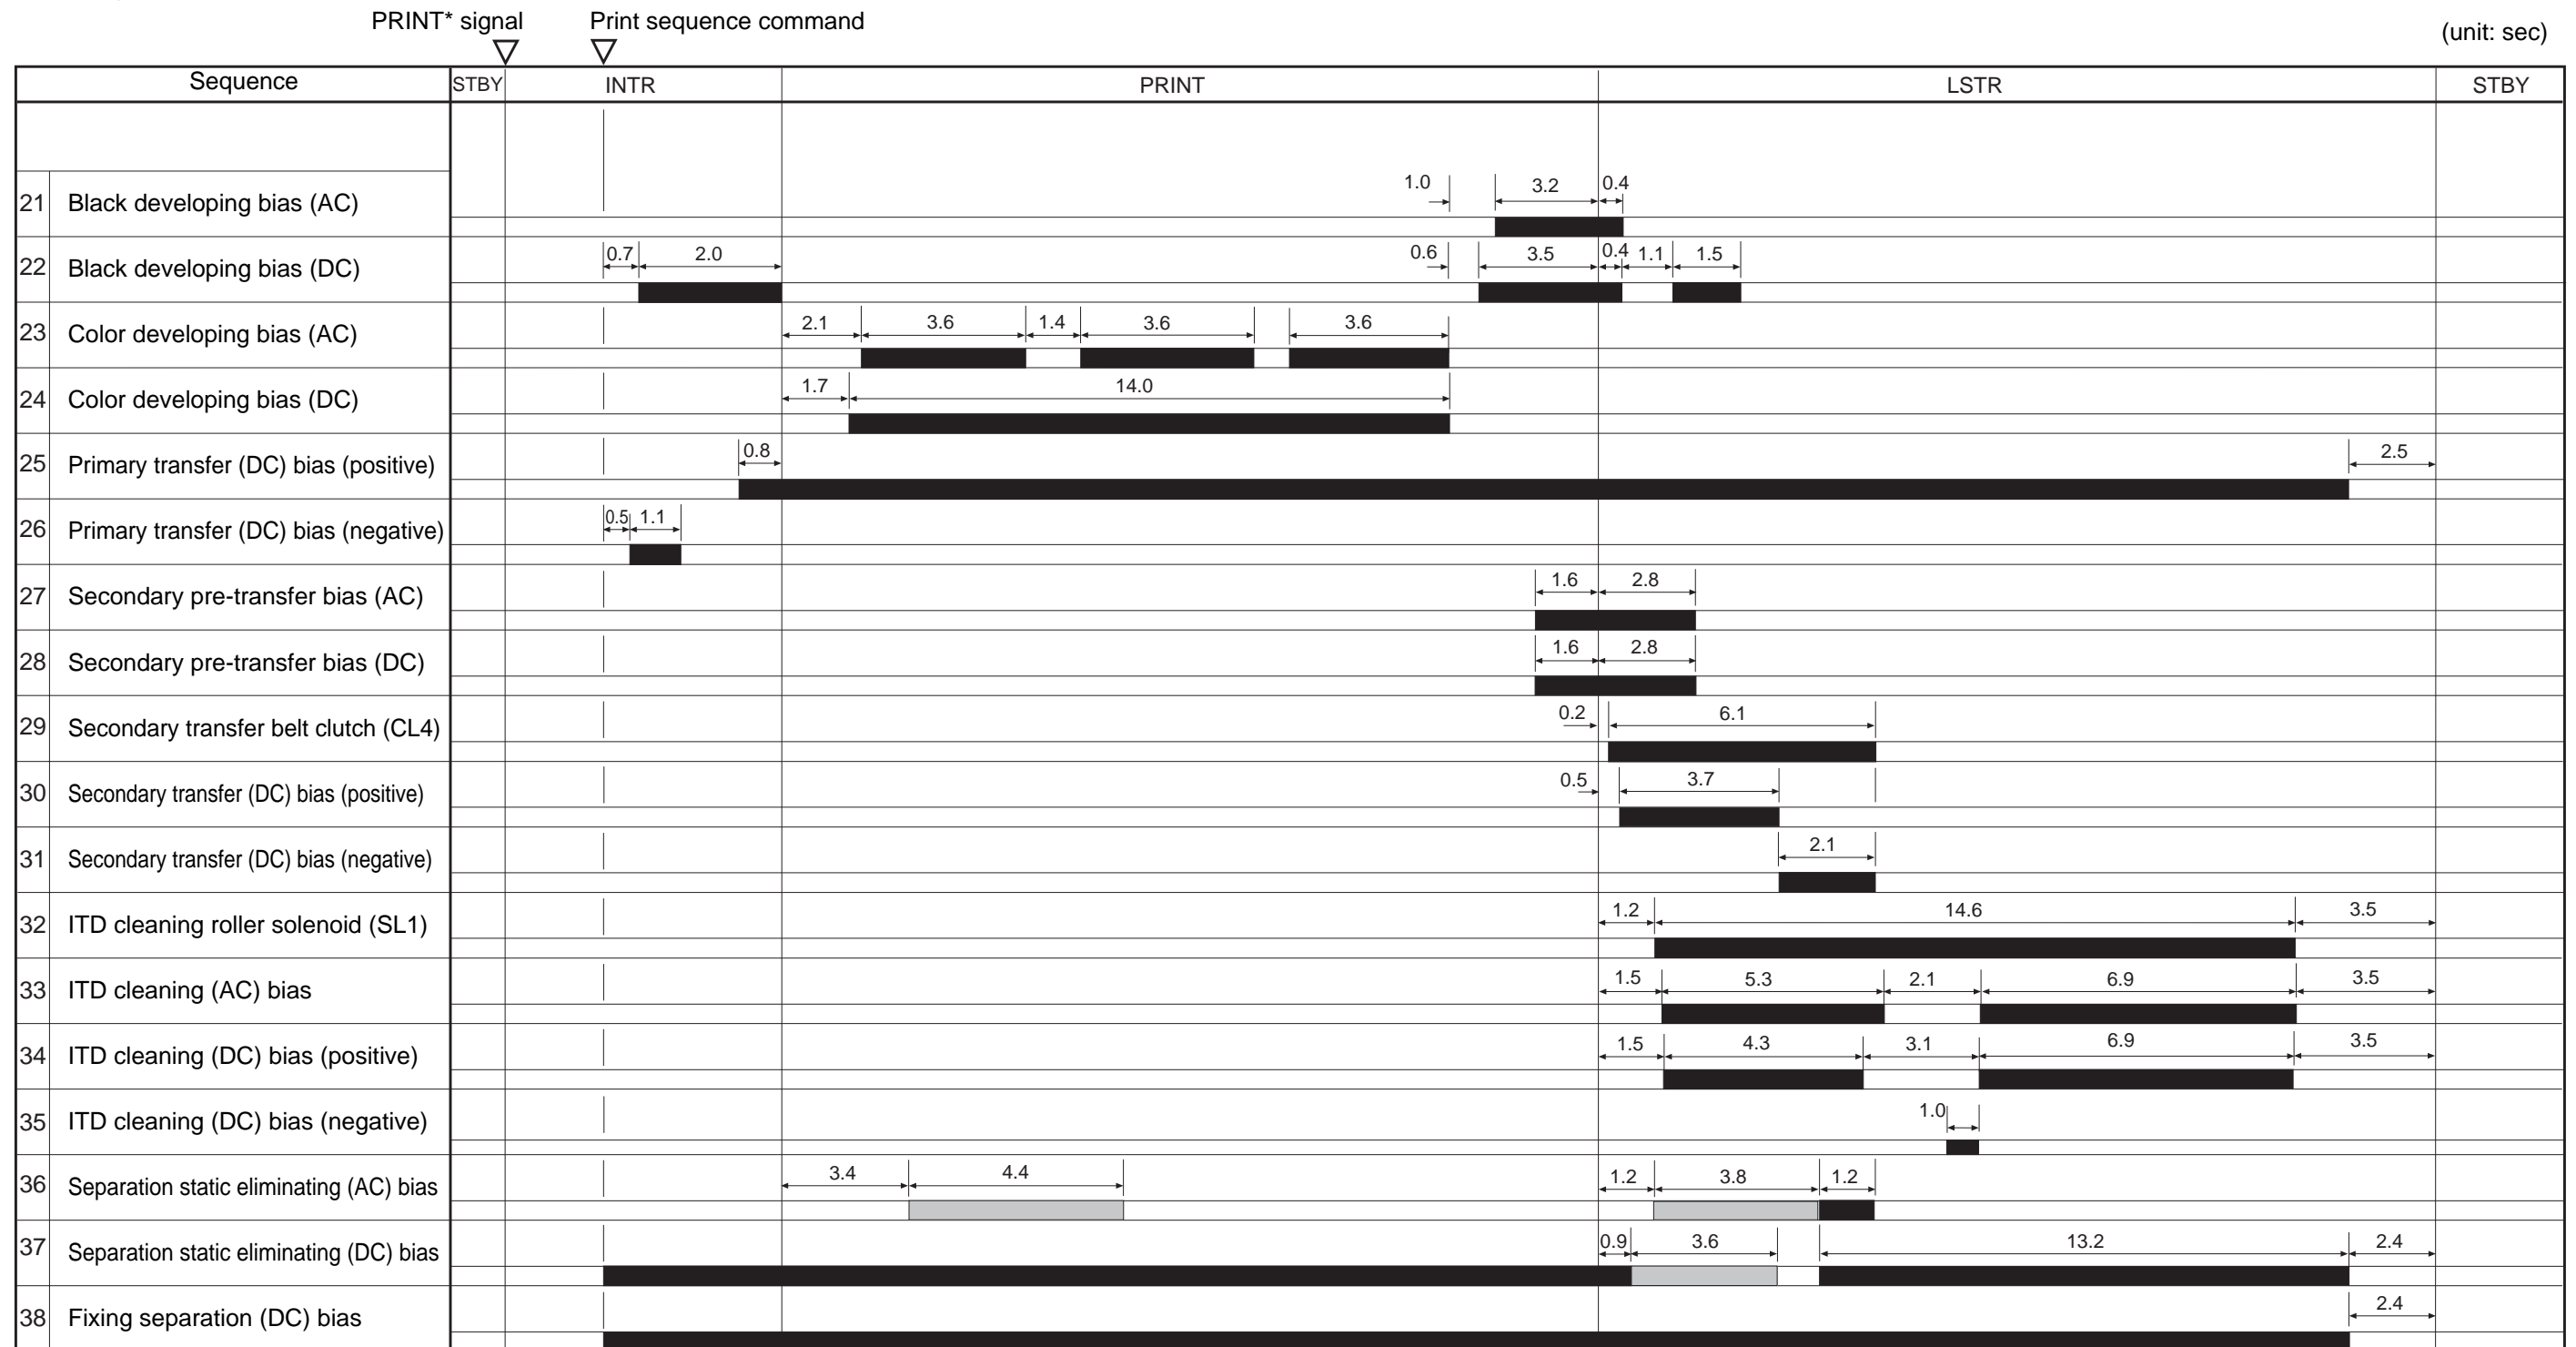 PRINT* signal Print sequence command (unit: sec)
Sequence STBY INTR PRINT LSTR STBY
1.0 3.2 0.4
21 Black developing bias (AC)
0.7 2.0 0.6 3.5 0.4 1.1 1.5
22 Black developing bias (DC)
2.1 3.6 1.4 3.6 3.6
23 Color developing bias (AC)
1.7 14.0
24 Color developing bias (DC)
0.8 2.5
25 Primary transfer (DC) bias (positive)
0.5 1.1
26 Primary transfer (DC) bias (negative)
1.6 2.8
27 Secondary pre-transfer bias (AC)
1.6 2.8
28 Secondary pre-transfer bias (DC)
0.2 6.1
29 Secondary transfer belt clutch (CL4)
0.5 3.7
30 Secondary transfer (DC) bias (positive)
2.1
31 Secondary transfer (DC) bias (negative)
1.2 14.6 3.5
32 ITD cleaning roller solenoid (SL1)
1.5 5.3 2.1 6.9 3.5
33 ITD cleaning (AC) bias
1.5 4.3 3.1 6.9 3.5
34 ITD cleaning (DC) bias (positive)
1.0
35 ITD cleaning (DC) bias (negative)
3.4 4.4 1.2 3.8 1.2
36 Separation static eliminating (AC) bias
0.9 3.6 13.2 2.4
37 Separation static eliminating (DC) bias
2.4
38 Fixing separation (DC) bias